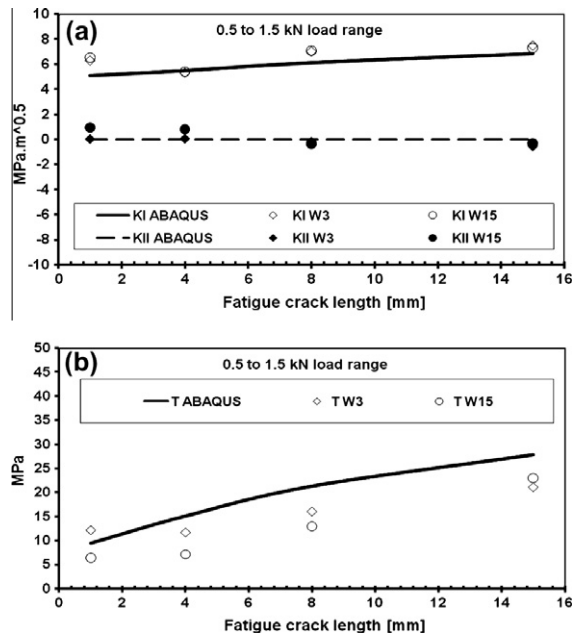 (a)
0.5 to 1.5 kN load range
10
8
6
4
2
0
-2
-4
-6
-8
-10
MPa.m^0.5
KI ABAQUS KI W3 KI W15
KII ABAQUS KII W3 KII W15
0 2 4 6 8 10 12 14 16
Fatigue crack length [mm]
(b)
0.5 to 1.5 kN load range
50
45
40
35
30
25
20
15
10
5
0
MPa
T ABAQUS T W3 T W15
0 2 4 6 8 10 12 14 16
Fatigue crack length [mm]